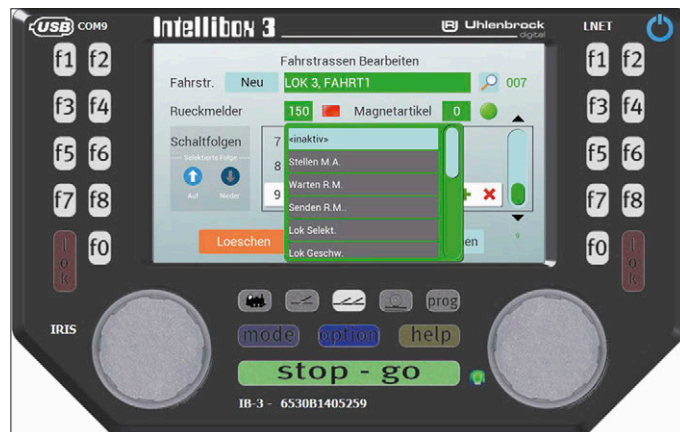 USB COM9
Intellibox 3
Uhlenbrock
digital
LNET
f1 f2
f3 f4
f5 f6
f7 f8
f0
lok
IRIS
Fahrstrassen Bearbeiten
Fahrstr. Neu LOK 3, FAHRT1 007
Rueckmelder 150 Magnetartikel 0
Schaltfolgen
Selektierte Folge
Auf Nieder
7
8
9
<inaktiv>
Stellen M.A.
Warten R.M.
Senden R.M..
Lok Selekt.
Lok Geschw.
Loeschen
en
f1 f2
f3 f4
f5 f6
f7 f8
f0
lok
prog
mode option help
stop - go
IB-3 - 6530B1405259